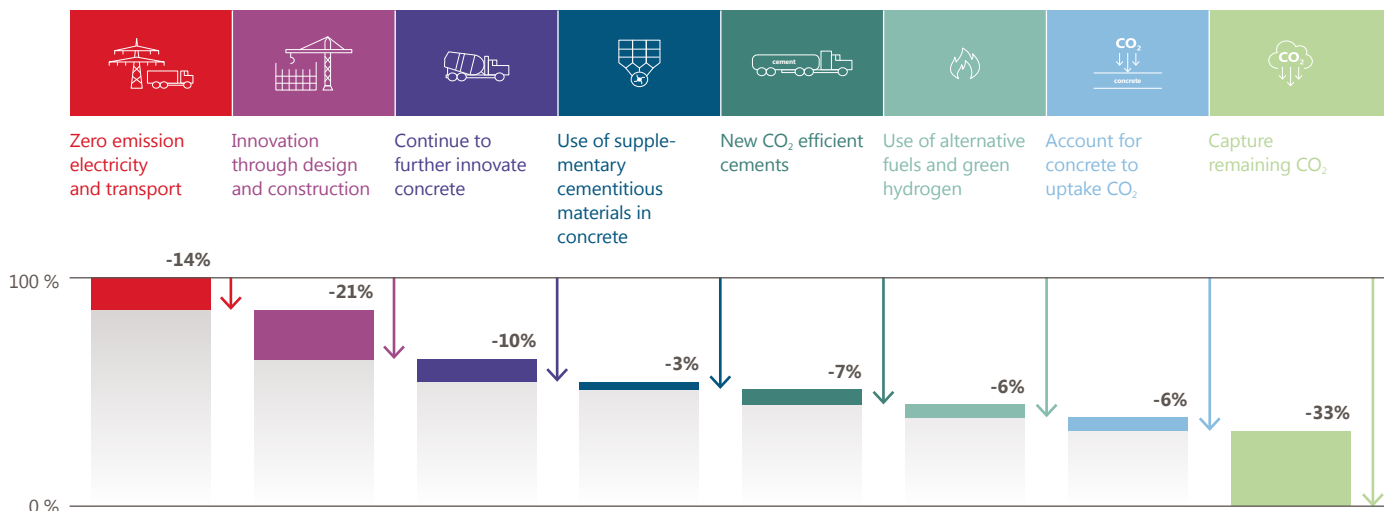 cement
CO₂
concrete
CO₂
Zero emission
electricity
and transport
Innovation
through design
and construction
Continue to
further innovate
concrete
Use of supple-
mentary
cementitious
materials in
concrete
New CO₂ efficient
cements
Use of alternative
fuels and green
hydrogen
Account for
concrete to
uptake CO₂
Capture
remaining CO₂
100 %
-14%
-21%
-10%
-3%
-7%
-6%
-6%
-33%
0 %